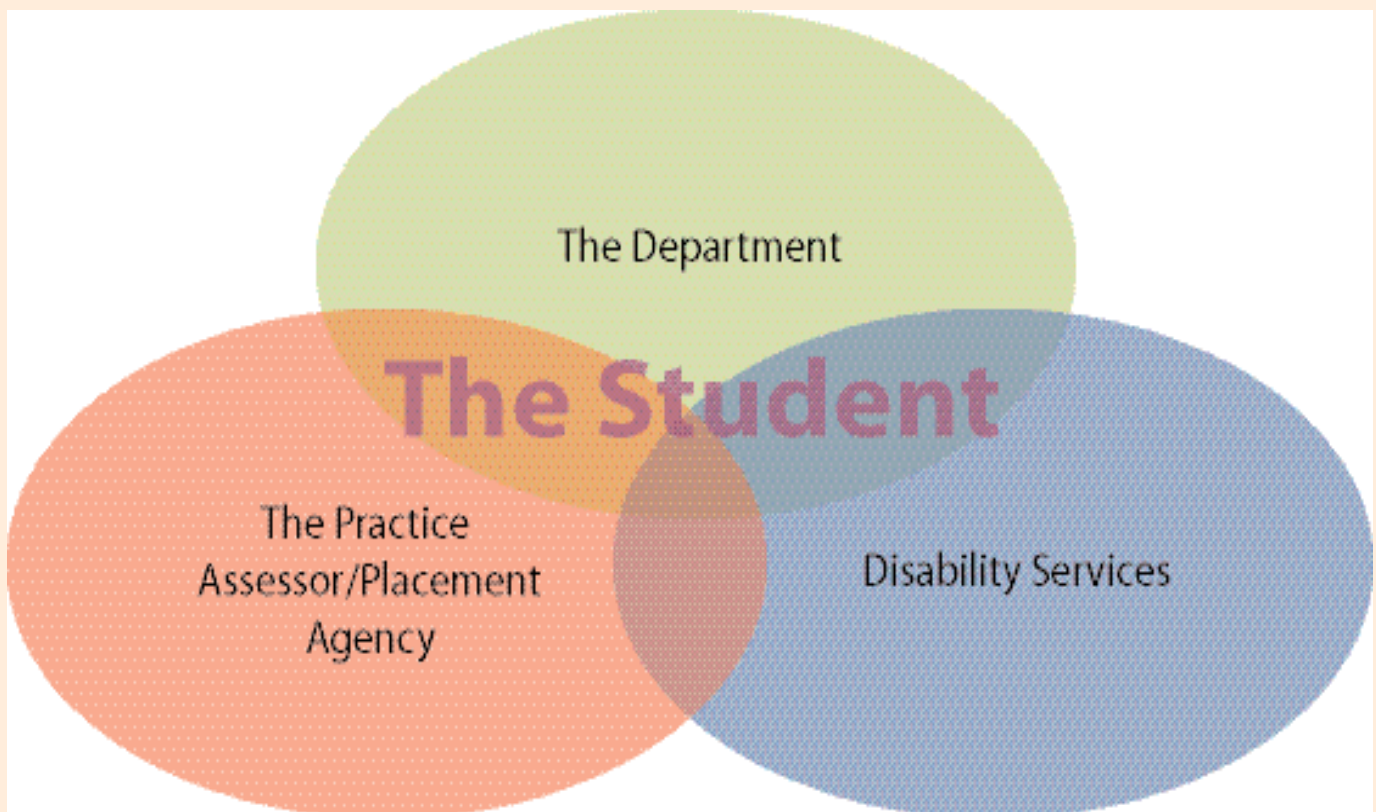 The Department
The Student
The Practice
Assessor/Placement
Agency
Disability Services